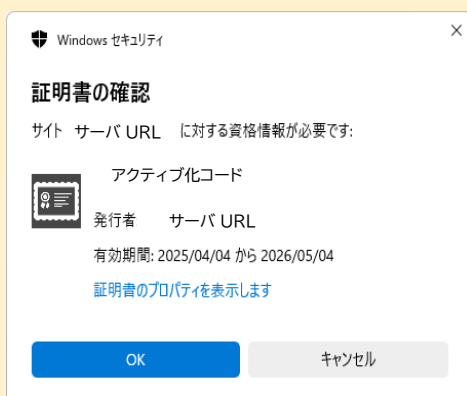 Windows セキュリティ
証明書の確認
サイト サーバ URL に対する資格情報が必要です:
アクティブ化コード
発行者 サーバ URL
有効期間: 2025/04/04 から 2026/05/04
証明書のプロパティを表示します
OK
キャンセル